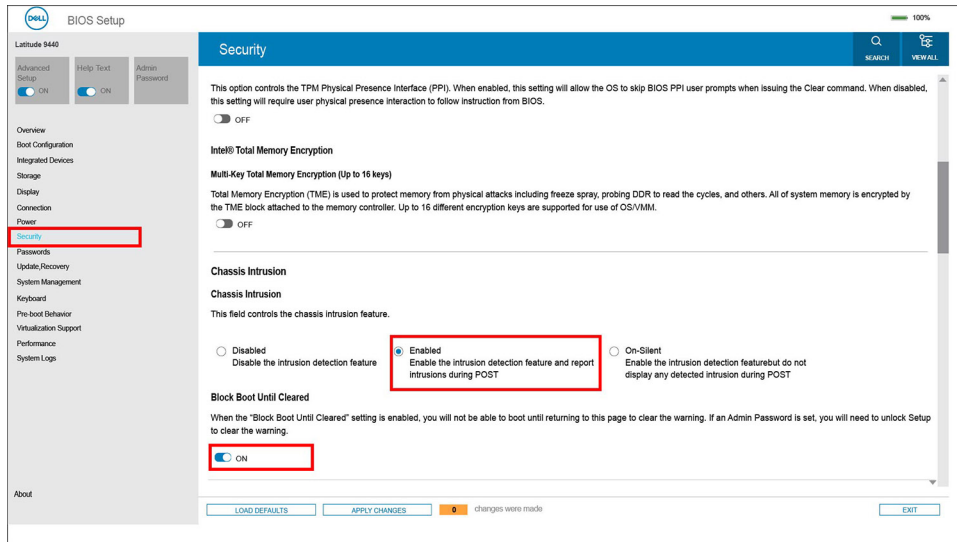 DELL
BIOS Setup
100%
Latitude 9440
Advanced
Setup
ON
Help Text
ON
Admin
Password
Security
SEARCH
VIEW ALL
Overview
Boot Configuration
Integrated Devices
Storage
Display
Connection
Power
Security
Passwords
Update,Recovery
System Management
Keyboard
Pre-boot Behavior
Virtualization Support
Performance
System Logs
About
This option controls the TPM Physical Presence Interface (PPI). When enabled, this setting will allow the OS to skip BIOS PPI user prompts when issuing the Clear command. When disabled,
this setting will require user physical presence interaction to follow instruction from BIOS.
OFF
Intel® Total Memory Encryption
Multi-Key Total Memory Encryption (Up to 16 keys)
Total Memory Encryption (TME) is used to protect memory from physical attacks including freeze spray, probing DDR to read the cycles, and others. All of system memory is encrypted by
the TME block attached to the memory controller. Up to 16 different encryption keys are supported for use of OS/VMM.
OFF
Chassis Intrusion
Chassis Intrusion
This field controls the chassis intrusion feature.
Disabled
Disable the intrusion detection feature
Enabled
Enable the intrusion detection feature and report
intrusions during POST
On-Silent
Enable the intrusion detection featurebut do not
display any detected intrusion during POST
Block Boot Until Cleared
When the “Block Boot Until Cleared” setting is enabled, you will not be able to boot until returning to this page to clear the warning. If an Admin Password is set, you will need to unlock Setup
to clear the warning.
ON
LOAD DEFAULTS
APPLY CHANGES
0
changes were made
EXIT